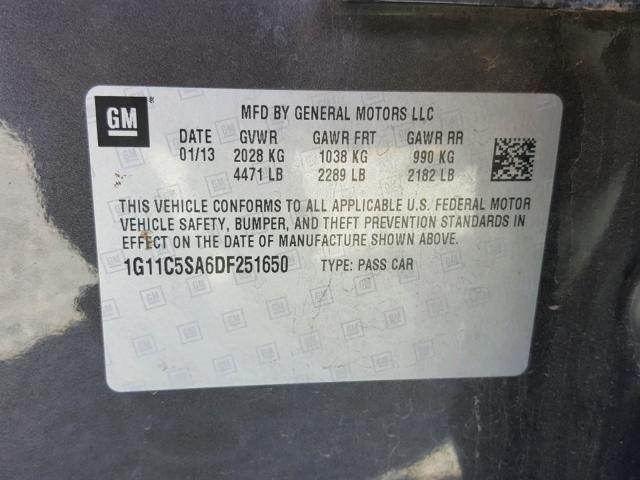 GM
MFD BY GENERAL MOTORS LLC
DATE GVWR GAWR FRT GAWR RR
01/13 2028 KG 1038 KG 990 KG
4471 LB 2289 LB 2182 LB
THIS VEHICLE CONFORMS TO ALL APPLICABLE U.S. FEDERAL MOTOR
VEHICLE SAFETY, BUMPER, AND THEFT PREVENTION STANDARDS IN
EFFECT ON THE DATE OF MANUFACTURE SHOWN ABOVE.
1G11C5SA6DF251650 TYPE: PASS CAR